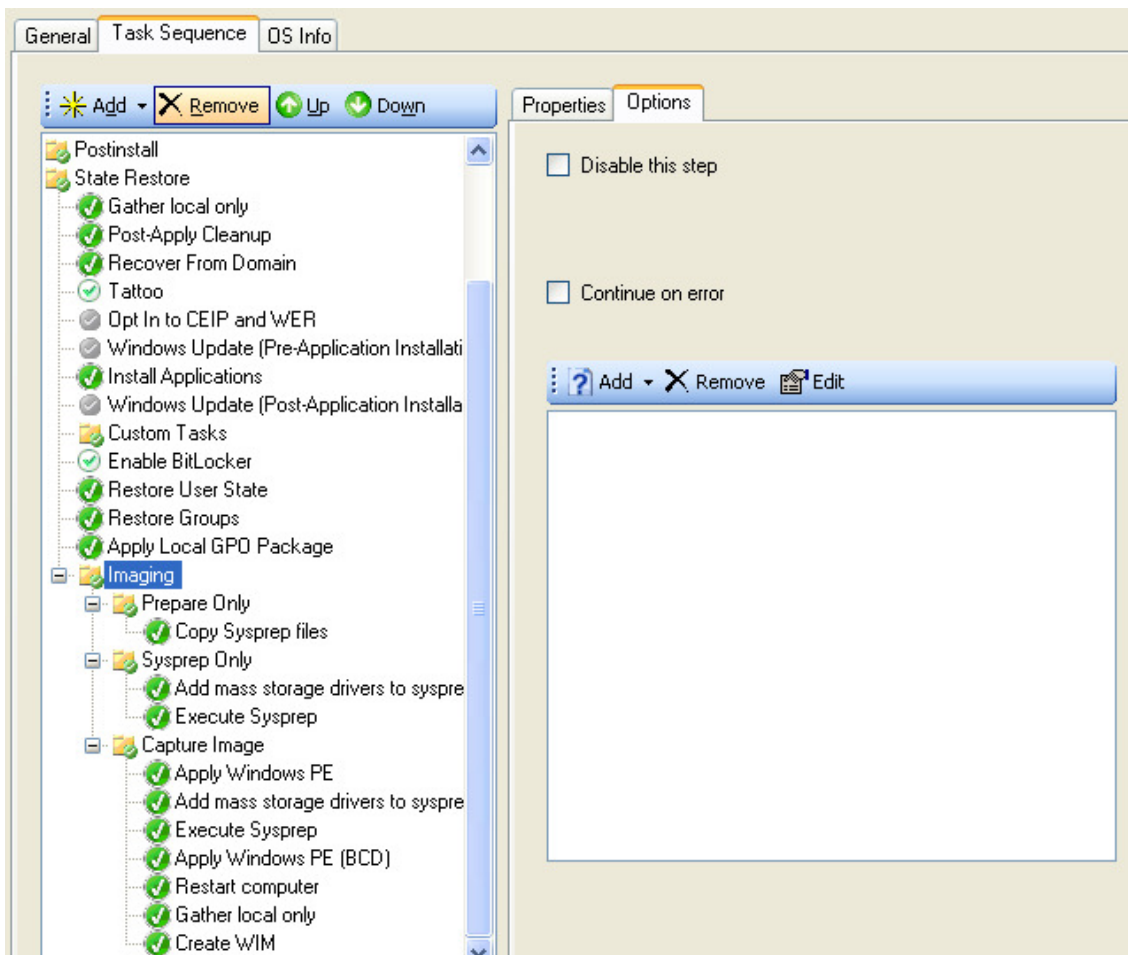 General Task Sequence OS Info
Add Remove Up Down
Properties Options
Postinstall
State Restore
Gather local only
Post-Apply Cleanup
Recover From Domain
Tattoo
Opt In to CEIP and WER
Windows Update (Pre-Application Installati
Install Applications
Windows Update (Post-Application Installa
Custom Tasks
Enable BitLocker
Restore User State
Restore Groups
Apply Local GPO Package
Imaging
Prepare Only
Copy Sysprep files
Sysprep Only
Add mass storage drivers to syspre
Execute Sysprep
Capture Image
Apply Windows PE
Add mass storage drivers to syspre
Execute Sysprep
Apply Windows PE (BCD)
Restart computer
Gather local only
Create WIM
Disable this step
Continue on error
Add Remove Edit